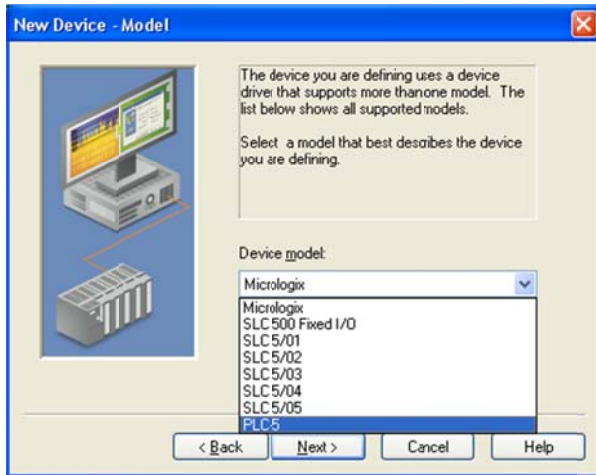 New Device - Model
The device you are defining uses a device
driver that supports more than one model. The
list below shows all supported models.
Select a model that best describes the device
you are defining.
Device model:
Micrologix
Micrologix
SLC500 Fixed I/O
SLC5/01
SLC5/02
SLC5/03
SLC5/04
SLC5/05
PLC5
< Back
Next >
Cancel
Help